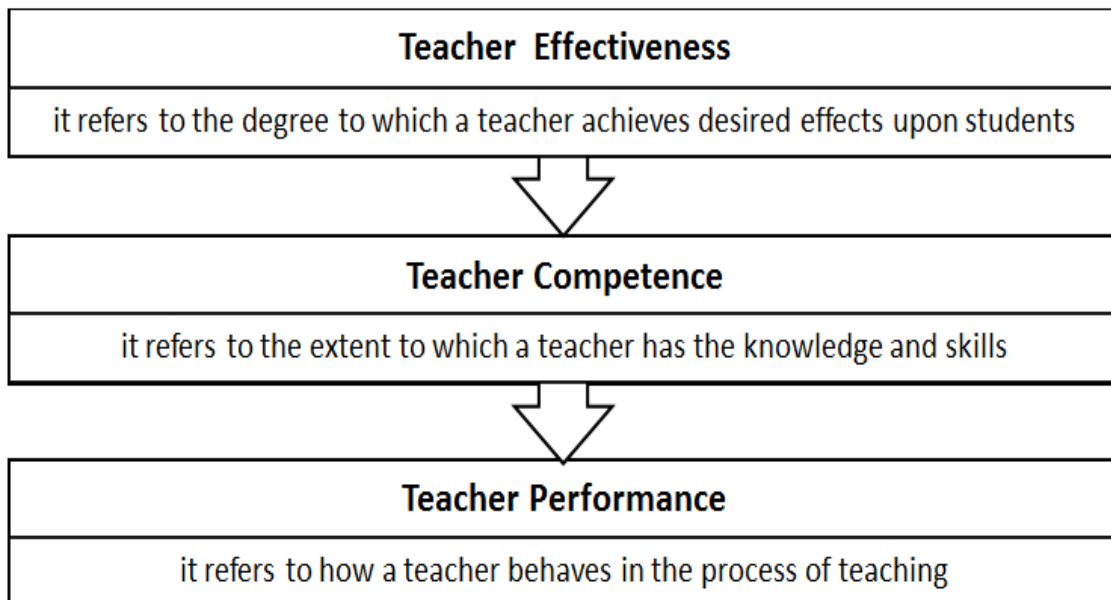 Teacher Effectiveness
it refers to the degree to which a teacher achieves desired effects upon students
Teacher Competence
it refers to the extent to which a teacher has the knowledge and skills
Teacher Performance
it refers to how a teacher behaves in the process of teaching